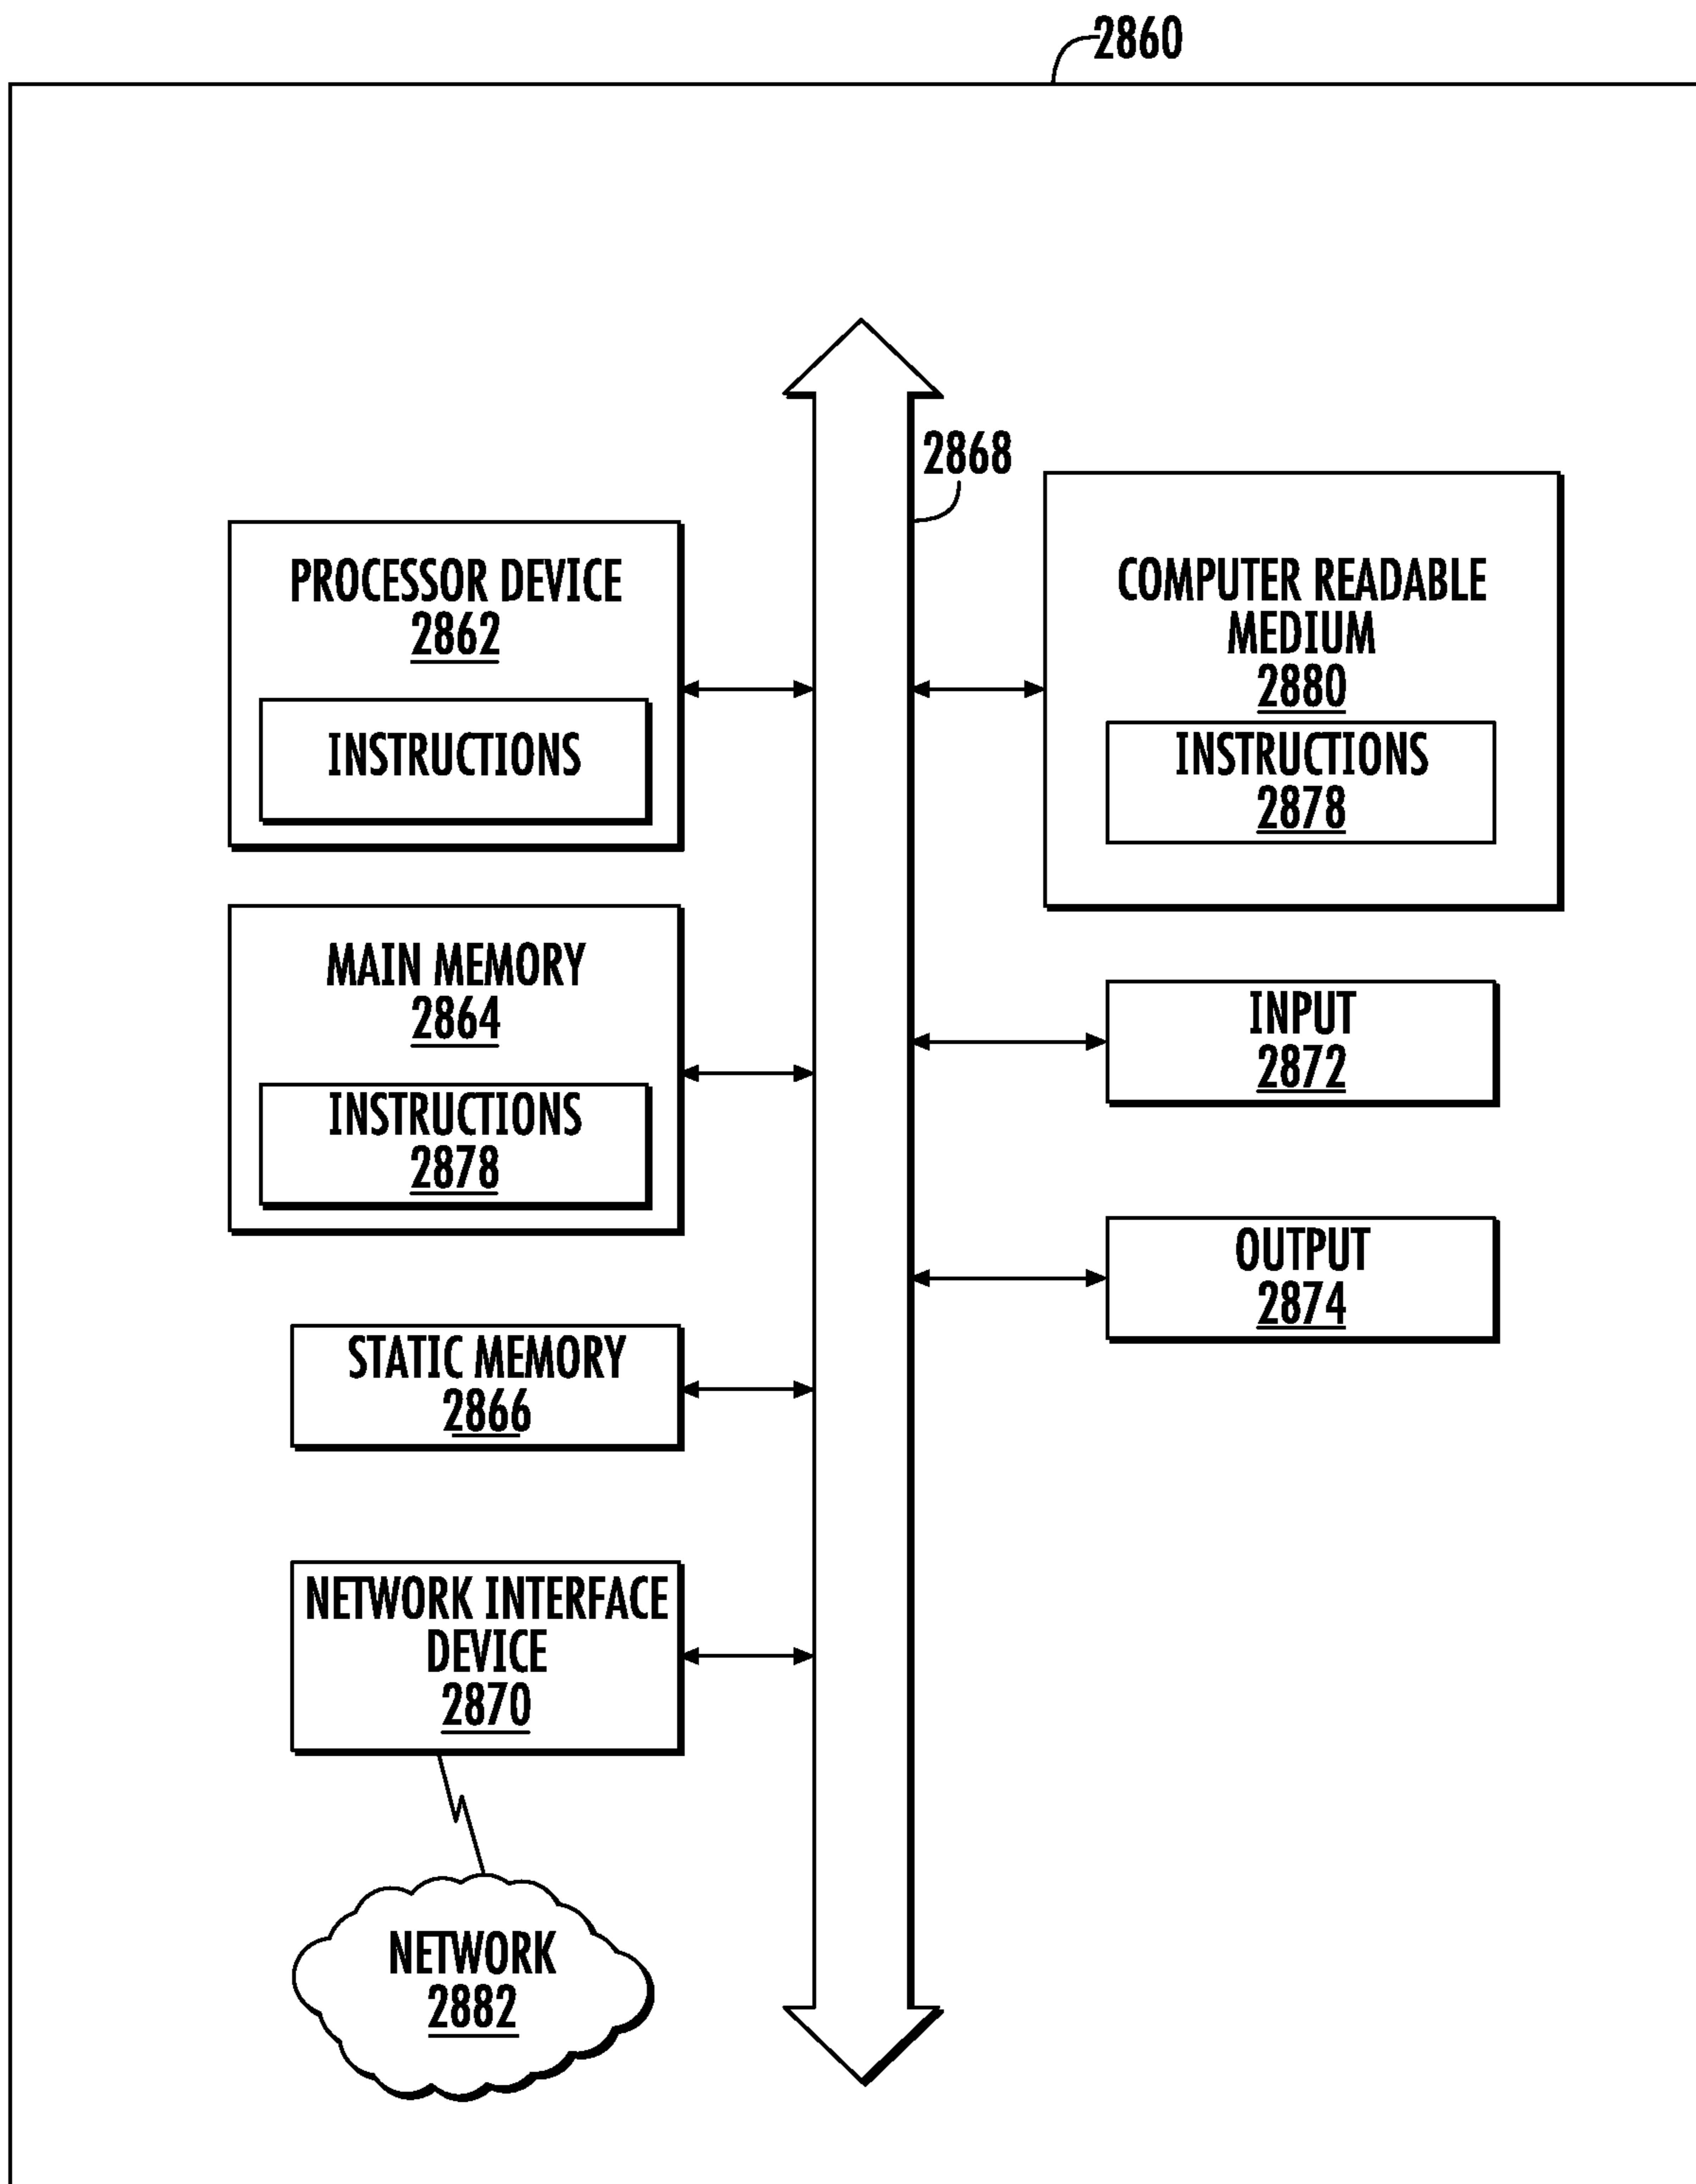 2860
2868
PROCESSOR DEVICE
2862
INSTRUCTIONS
COMPUTER READABLE
MEDIUM
2880
INSTRUCTIONS
2878
MAIN MEMORY
2864
INSTRUCTIONS
2878
INPUT
2872
OUTPUT
2874
STATIC MEMORY
2866
NETWORK INTERFACE
DEVICE
2870
NETWORK
2882